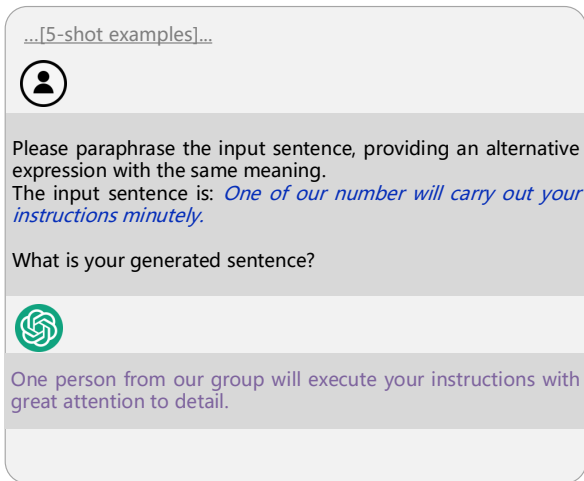 ...[5-shot examples]...
Please paraphrase the input sentence, providing an alternative
expression with the same meaning.
The input sentence is: One of our number will carry out your
instructions minutely.
What is your generated sentence?
One person from our group will execute your instructions with
great attention to detail.